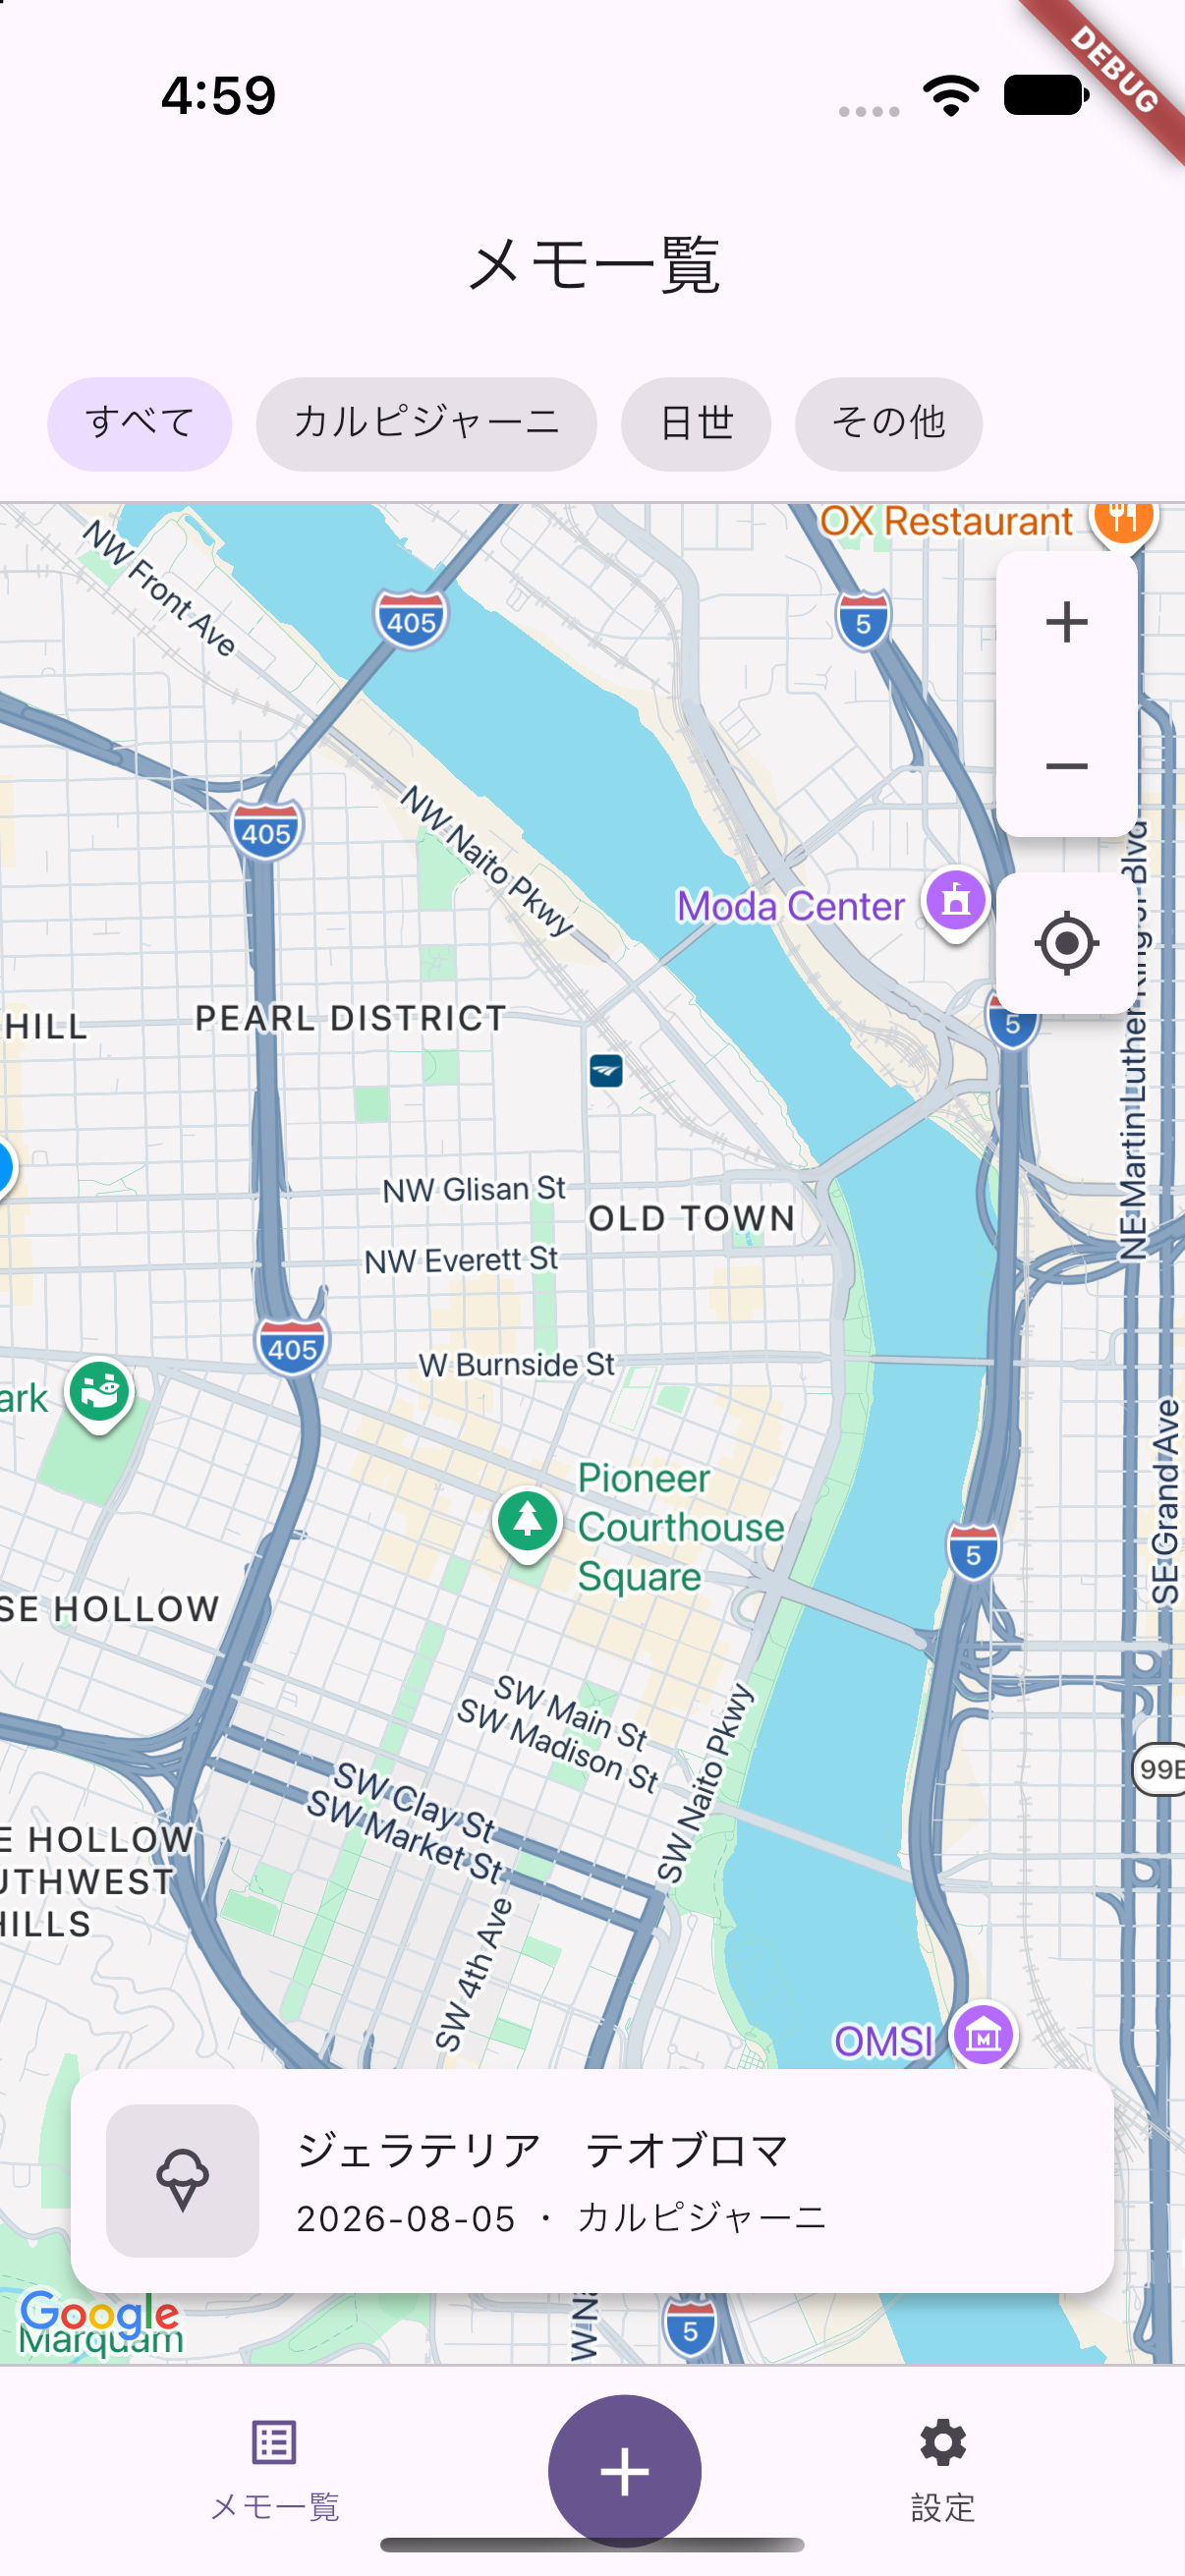 4:59
DEBUG
メモ一覧
すべて
カルピジャーニ
日世
その他
OX Restaurant
NW Front Ave
405
5
+
−
405
NW Naito Pkwy
Moda Center
5
HILL
PEARL DISTRICT
NE Martin Luther King Jr Blvd
NW Glisan St
OLD TOWN
NW Everett St
405
W Burnside St
ark
Pioneer
Courthouse
Square
5
SE Grand Ave
SE HOLLOW
SW Main St
SW Madison St
SW Naito Pkwy
99E
SW Clay St
SW Market St
E HOLLOW
UTHWEST
HILLS
SW 4th Ave
OMSI
M
ジェラテリア　テオブロマ
2026-08-05 ・ カルピジャーニ
Google
Marquam
W Na
5
メモ一覧
+
設定